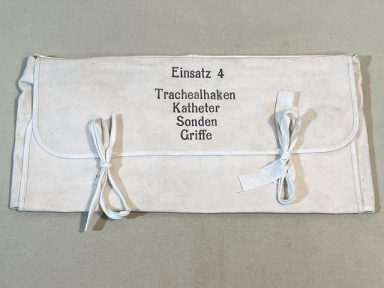 Einsatz 4
Trachealhaken
Katheter
Sonden
Griffe